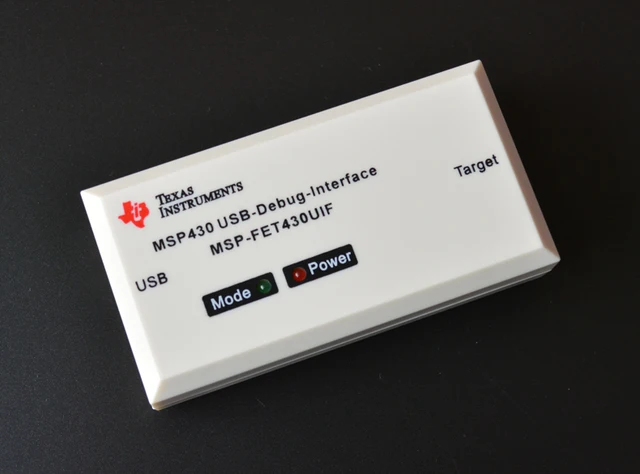 TEXAS
INSTRUMENTS
MSP430 USB-Debug-Interface
MSP-FET430UIF
Target
USB
Mode
Power